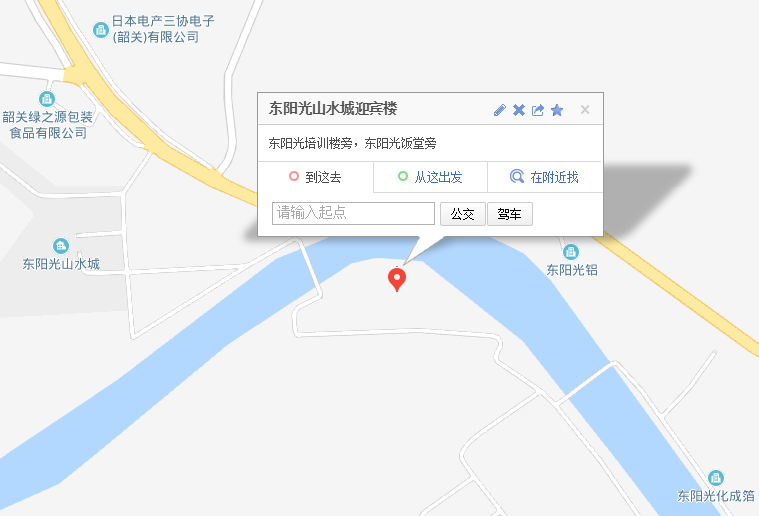 日本电产三协电子
(韶关)有限公司
韶关绿之源包装
食品有限公司
东阳光山水城迎宾楼
东阳光培训楼旁，东阳光饭堂旁
到这去
从这出发
在附近找
请输入起点
公交
驾车
东阳光山水城
东阳光铝
东阳光化成箔